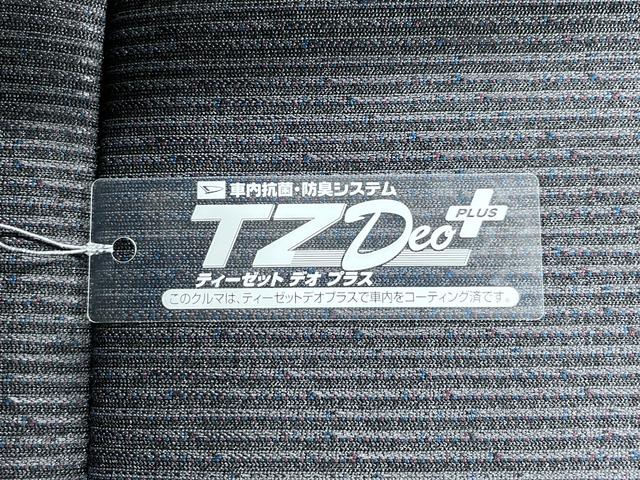 車内抗菌・防臭システム
TZ Deo PLUS
ティーゼット デオ プラス
このクルマは、ティーゼットデオプラスで車内をコーティング済です。